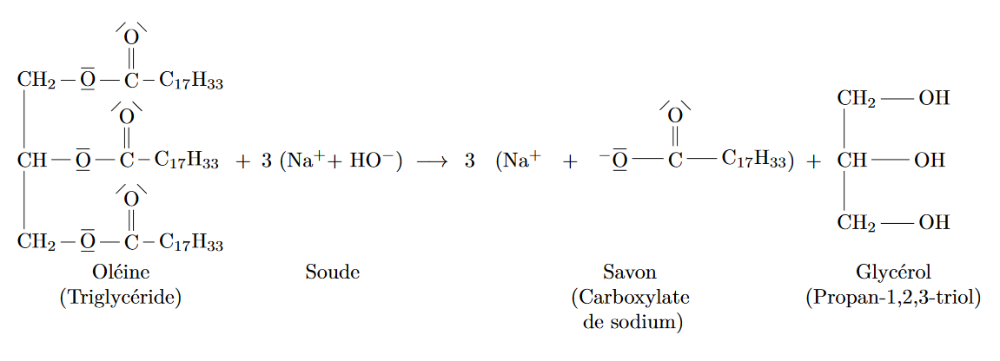 O
CH₂ – O – C – C₁₇H₃₃
O
CH – O – C – C₁₇H₃₃ + 3 (Na⁺ + HO⁻) ⟶ 3 (Na⁺ + ⁻O – C – C₁₇H₃₃) + CH – OH
O
CH₂ – O – C – C₁₇H₃₃
O
CH₂ – OH
CH₂ – OH
Oléine
(Triglycéride)
Soude
Savon
(Carboxylate
de sodium)
Glycérol
(Propan-1,2,3-triol)